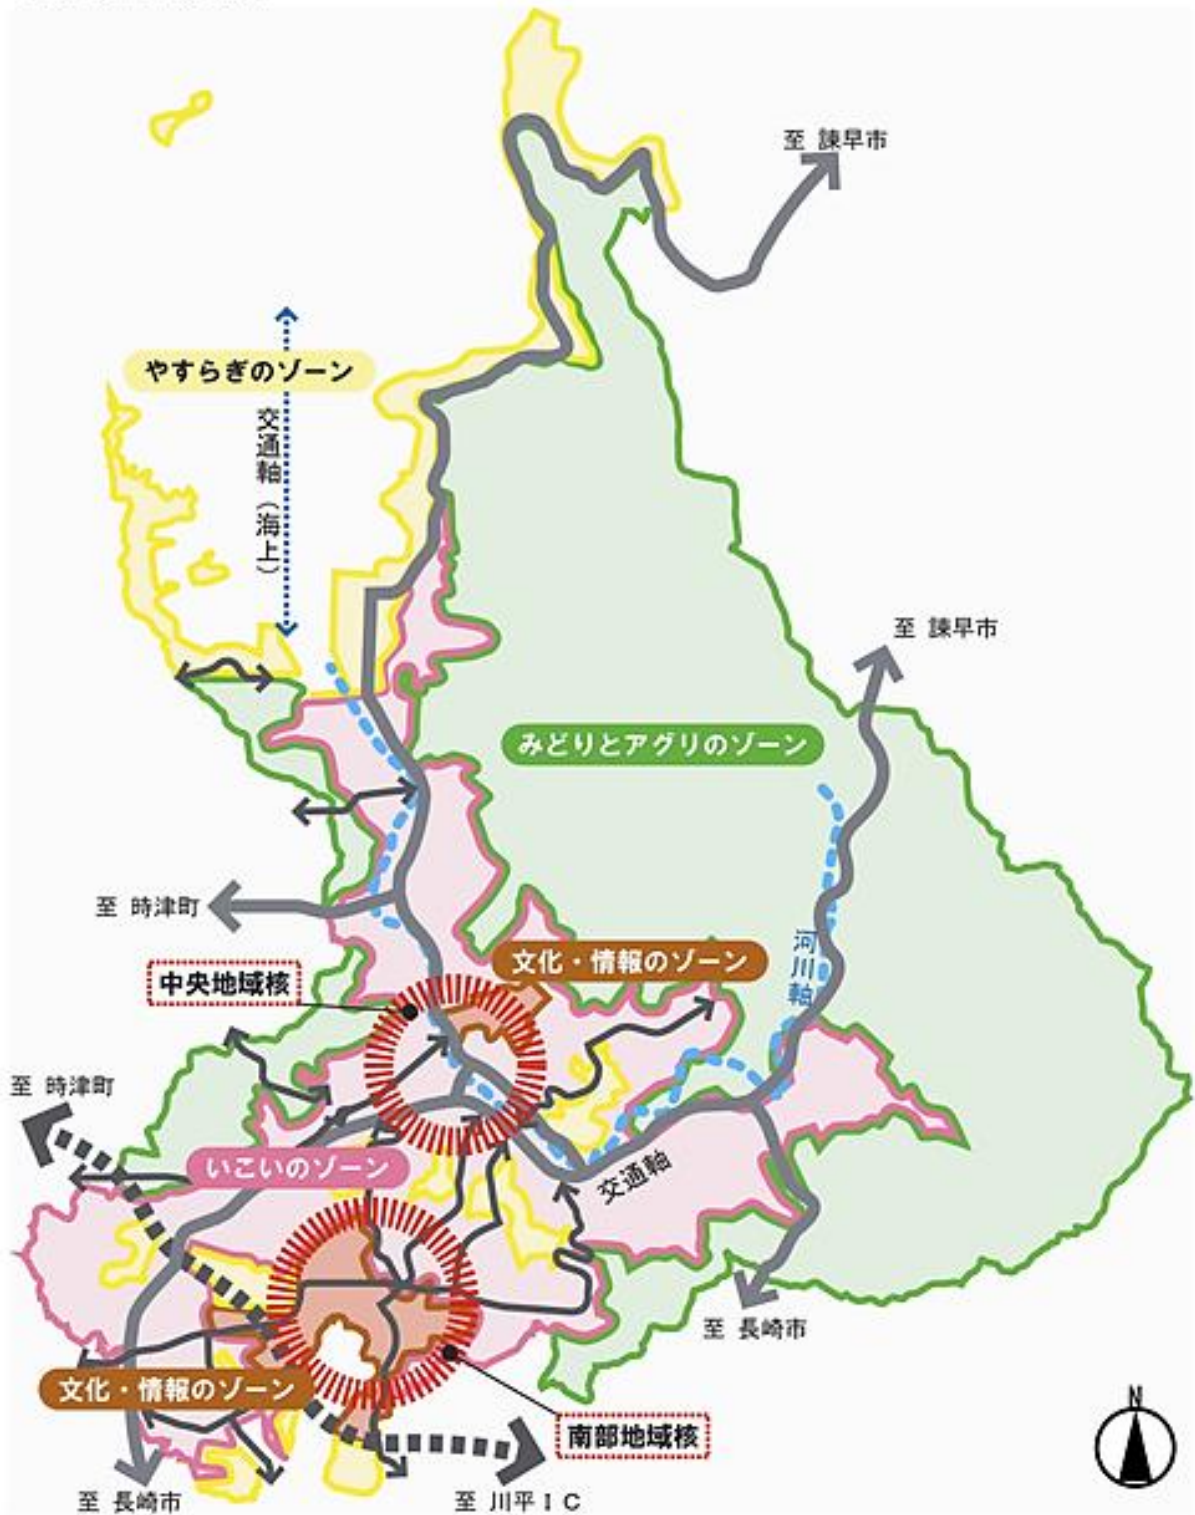 至 諫早市
やすらぎのゾーン
交通軸（海上）
至 諫早市
みどりとアグリのゾーン
至 時津町
河川軸
文化・情報のゾーン
中央地域核
至 時津町
いこいのゾーン
交通軸
至 長崎市
文化・情報のゾーン
南部地域核
N
至 長崎市
至 川平IC